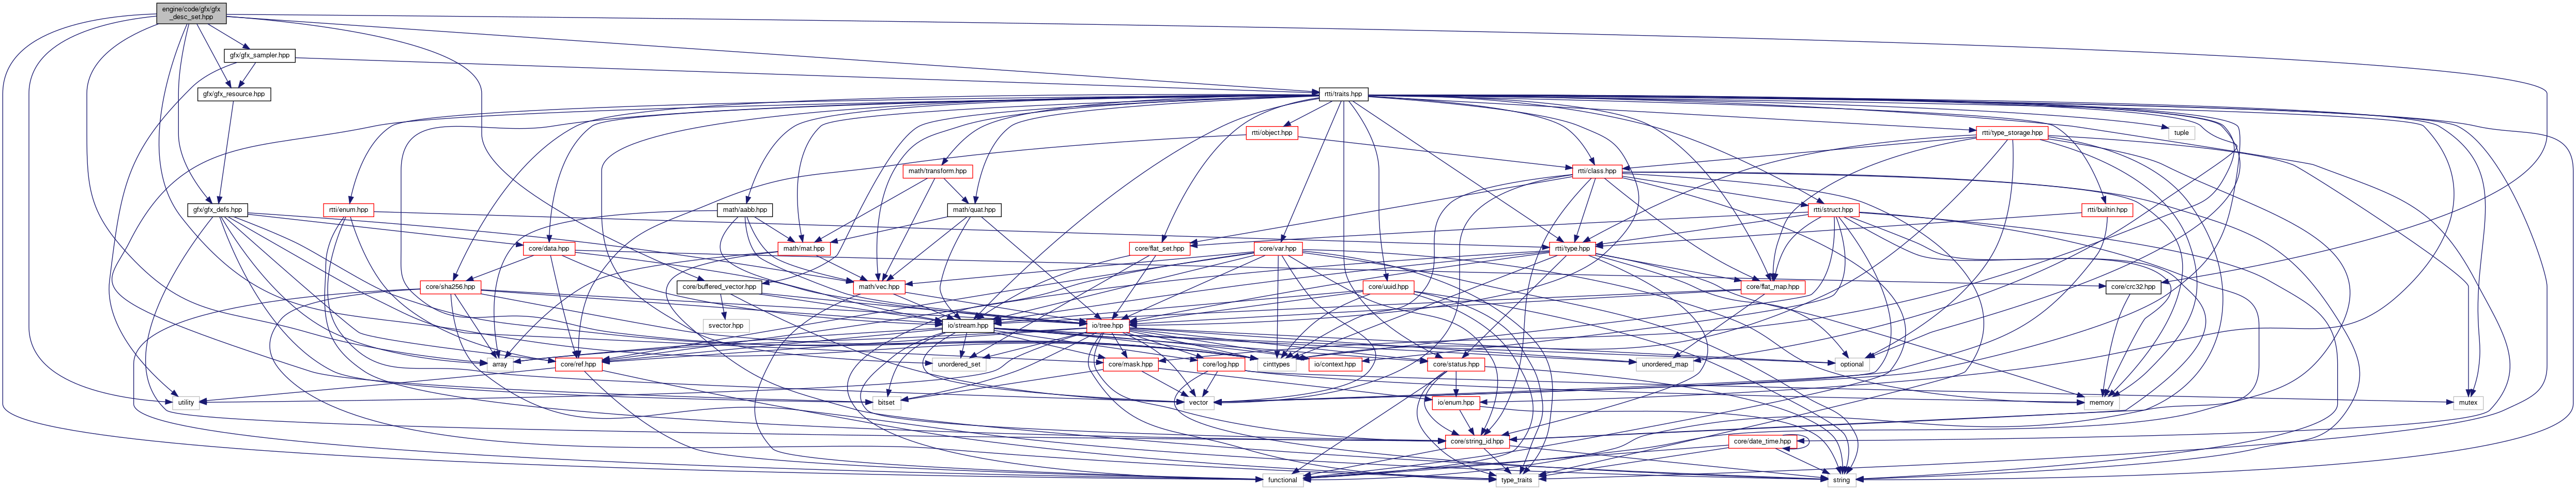 engine/code/gfx/gfx
_desc_set.hpp
gfx/gfx_sampler.hpp
gfx/gfx_resource.hpp
rtti/traits.hpp
rtti/object.hpp
rtti/type_storage.hpp
tuple
math/transform.hpp
rtti/class.hpp
gfx/gfx_defs.hpp
rtti/enum.hpp
math/aabb.hpp
math/quat.hpp
rtti/struct.hpp
rtti/builtin.hpp
core/data.hpp
math/mat.hpp
core/flat_set.hpp
core/var.hpp
rtti/type.hpp
core/sha256.hpp
core/buffered_vector.hpp
math/vec.hpp
core/uuid.hpp
core/flat_map.hpp
core/crc32.hpp
svector.hpp
io/stream.hpp
io/tree.hpp
array
core/ref.hpp
unordered_set
core/mask.hpp
core/log.hpp
cinttypes
io/context.hpp
core/status.hpp
unordered_map
optional
utility
bitset
vector
io/enum.hpp
memory
mutex
core/string_id.hpp
core/date_time.hpp
functional
type_traits
string